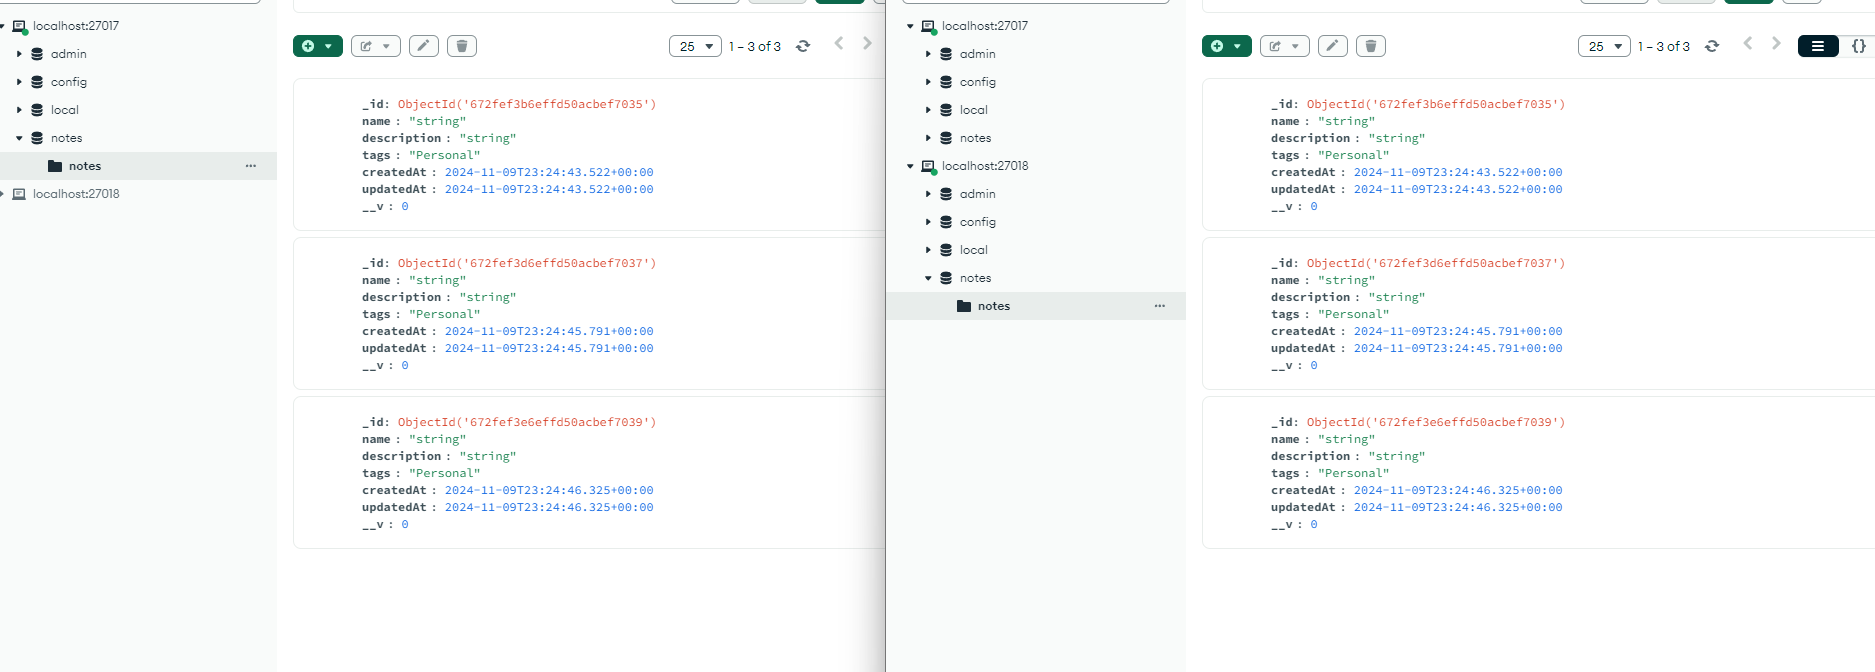 localhost:27017
admin
config
local
notes
notes
localhost:27018
25
1 – 3 of 3
_id: ObjectId('672fef3b6effd50acbef7035')
name : "string"
description : "string"
tags : "Personal"
createdAt : 2024-11-09T23:24:43.522+00:00
updatedAt : 2024-11-09T23:24:43.522+00:00
__v : 0
_id: ObjectId('672fef3d6effd50acbef7037')
name : "string"
description : "string"
tags : "Personal"
createdAt : 2024-11-09T23:24:45.791+00:00
updatedAt : 2024-11-09T23:24:45.791+00:00
__v : 0
_id: ObjectId('672fef3e6effd50acbef7039')
name : "string"
description : "string"
tags : "Personal"
createdAt : 2024-11-09T23:24:46.325+00:00
updatedAt : 2024-11-09T23:24:46.325+00:00
__v : 0
localhost:27017
admin
config
local
notes
localhost:27018
admin
config
local
notes
notes
25
1 – 3 of 3
{}
_id: ObjectId('672fef3b6effd50acbef7035')
name : "string"
description : "string"
tags : "Personal"
createdAt : 2024-11-09T23:24:43.522+00:00
updatedAt : 2024-11-09T23:24:43.522+00:00
__v : 0
_id: ObjectId('672fef3d6effd50acbef7037')
name : "string"
description : "string"
tags : "Personal"
createdAt : 2024-11-09T23:24:45.791+00:00
updatedAt : 2024-11-09T23:24:45.791+00:00
__v : 0
_id: ObjectId('672fef3e6effd50acbef7039')
name : "string"
description : "string"
tags : "Personal"
createdAt : 2024-11-09T23:24:46.325+00:00
updatedAt : 2024-11-09T23:24:46.325+00:00
__v : 0